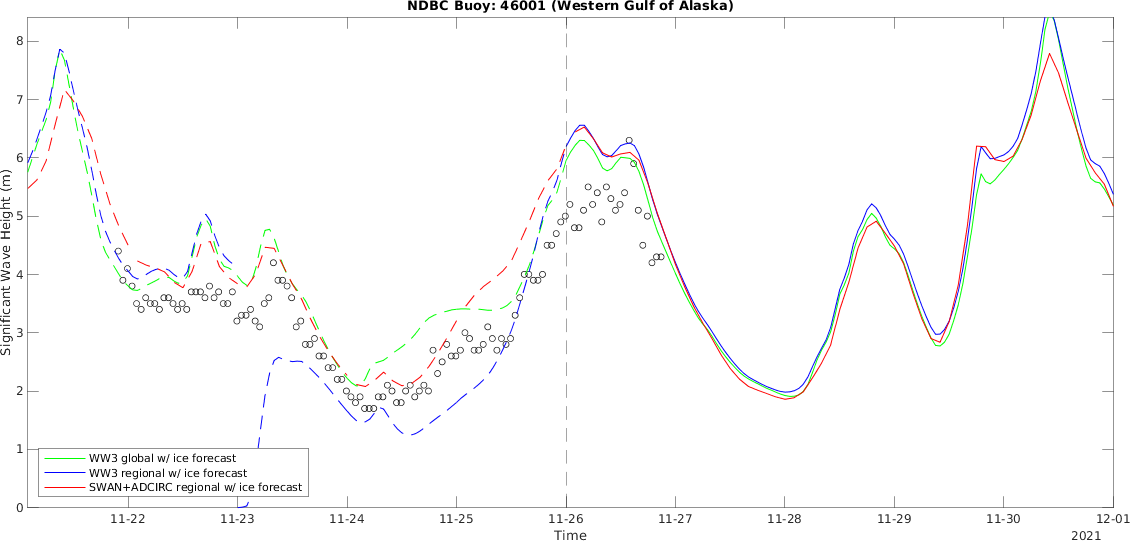 NDBC Buoy: 46001 (Western Gulf of Alaska)
8
7
6
5
4
3
2
1
0
Significant Wave Height (m)
WW3 global w/ ice forecast
WW3 regional w/ ice forecast
SWAN+ADCIRC regional w/ ice forecast
11-22 11-23 11-24 11-25 11-26 11-27 11-28 11-29 11-30 12-01
Time
2021